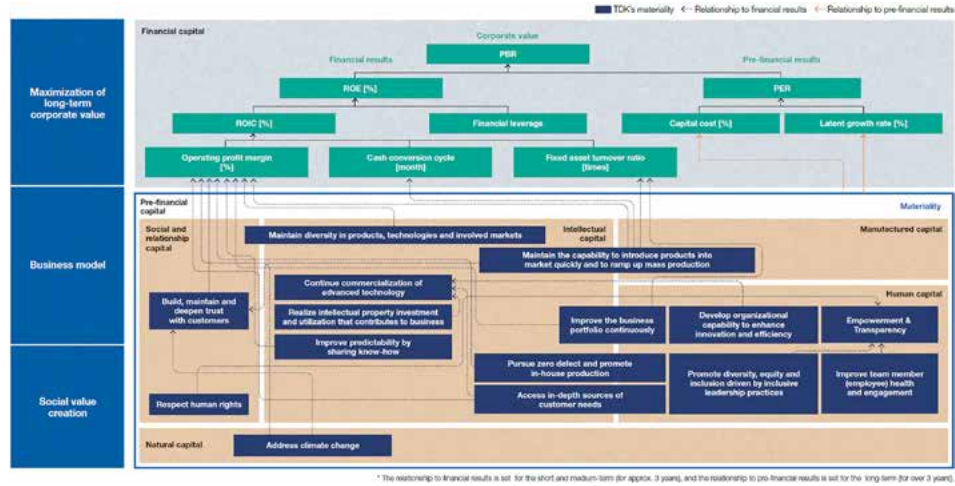 TDK's materiality
Relationship to financial results
Relationship to pre-financial results
Maximization of
long-term
corporate value
Financial capital
Corporate value
PBR
Financial results
Pre-financial results
ROE [%]
PER
ROIC [%]
Financial leverage
Capital cost [%]
Latent growth rate [%]
Operating profit margin
[%]
Cash conversion cycle
[month]
Fixed asset turnover ratio
[times]
Business model
Pre-financial
capital
Materiality
Social and
relationship
capital
Maintain diversity in products, technologies and involved markets
Intellectual
capital
Manufactured capital
Maintain the capability to introduce products into
market quickly and to ramp up mass production
Continue commercialization of
advanced technology
Human capital
Build, maintain and
deepen trust
with customers
Realize intellectual property investment
and utilization that contributes to business
Improve the business
portfolio continuously
Develop organizational
capability to enhance
innovation and efficiency
Empowerment &
Transparency
Improve predictability by
sharing know-how
Social value
creation
Pursue zero defect and promote
in-house production
Promote diversity, equity and
inclusion driven by inclusive
leadership practices
Improve team member
(employee) health
and engagement
Respect human rights
Access in-depth sources of
customer needs
Natural capital
Address climate change
* The relationship to financial results is set for the short and medium-term (for approx. 3 years), and the relationship to pre-financial results is set for the long-term (for over 3 years).